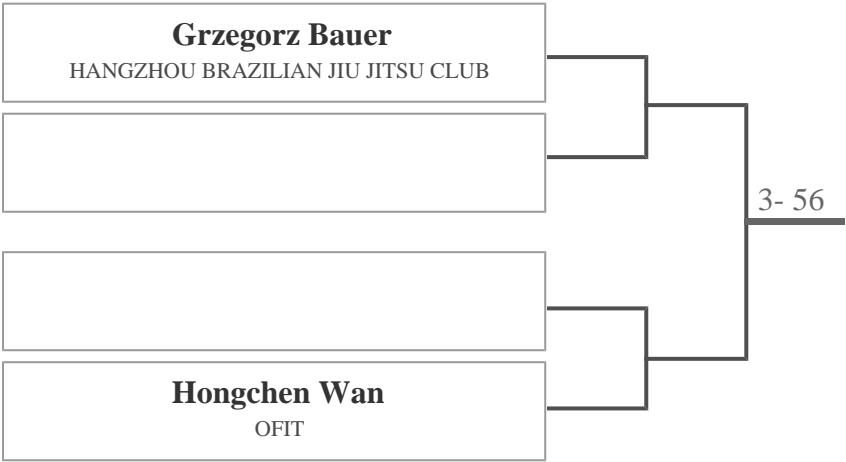 Grzegorz Bauer
HANGZHOU BRAZILIAN JIU JITSU CLUB
3- 56
Hongchen Wan
OFIT